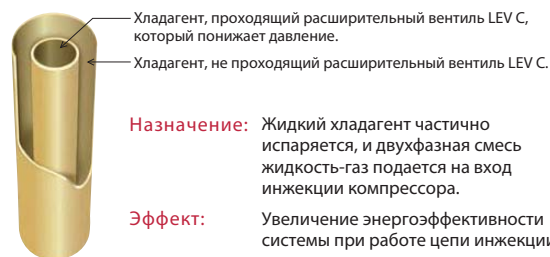 Хладагент, проходящий расширительный вентиль LEV C,
который понижает давление.
Хладагент, не проходящий расширительный вентиль LEV C.
Назначение: Жидкий хладагент частично
испаряется, и двухфазная смесь
жидкость-газ подается на вход
инжекции компрессора.
Эффект: Увеличение энергоэффективности
системы при работе цепи инжекции